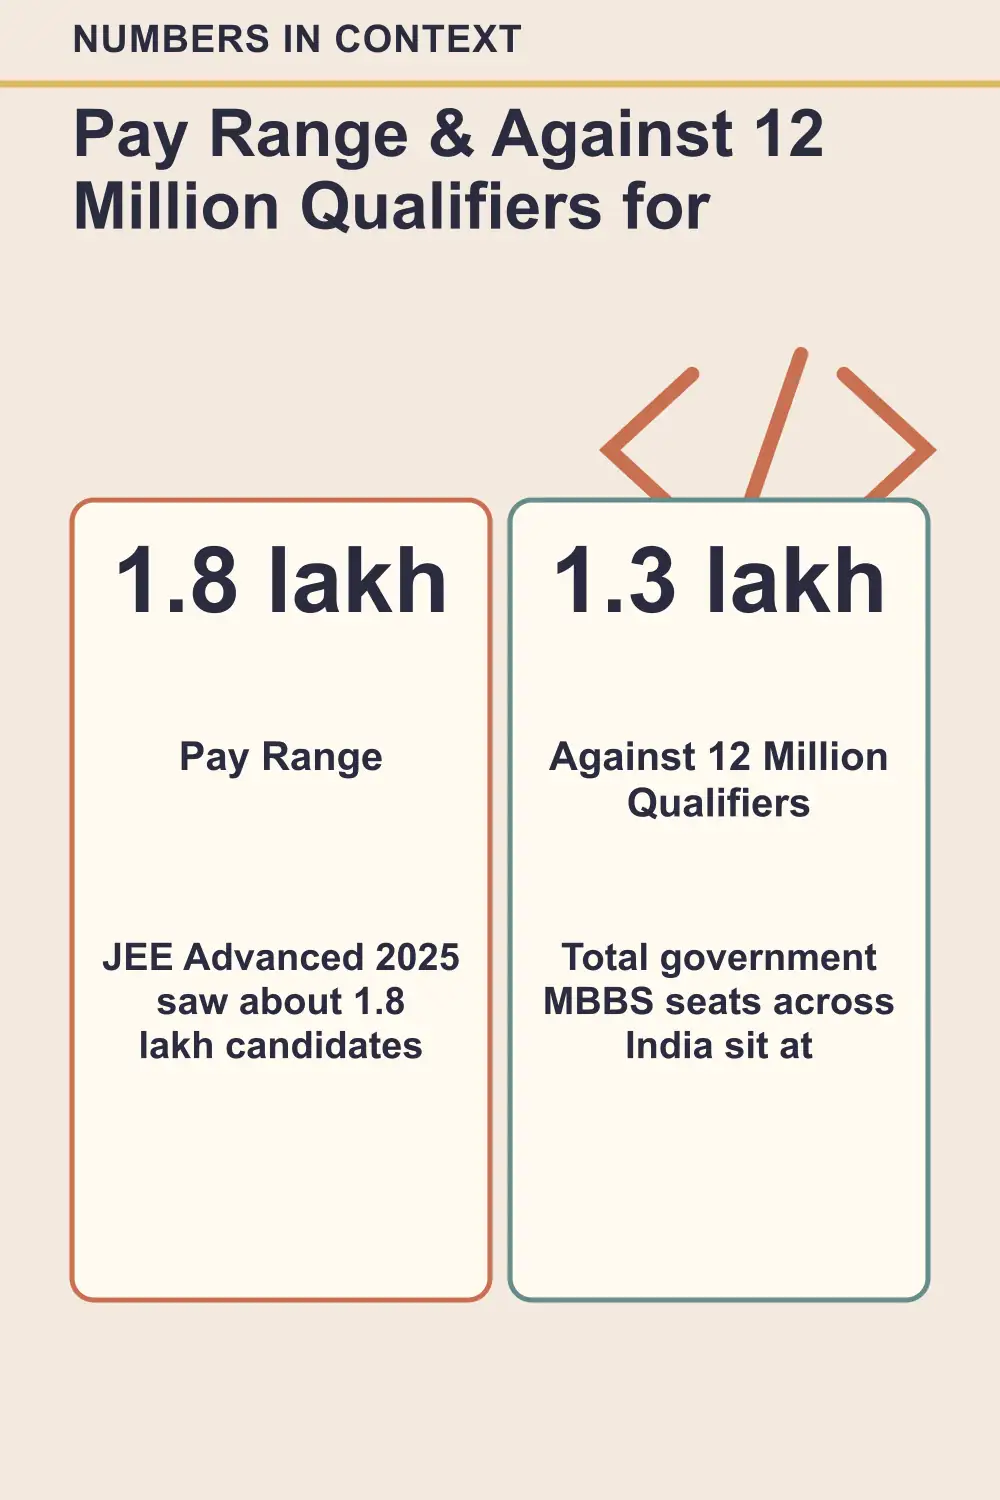 NUMBERS IN CONTEXT
Pay Range & Against 12
Million Qualifiers for
1.8 lakh
Pay Range
JEE Advanced 2025
saw about 1.8
lakh candidates
1.3 lakh
Against 12 Million
Qualifiers
Total government
MBBS seats across
India sit at